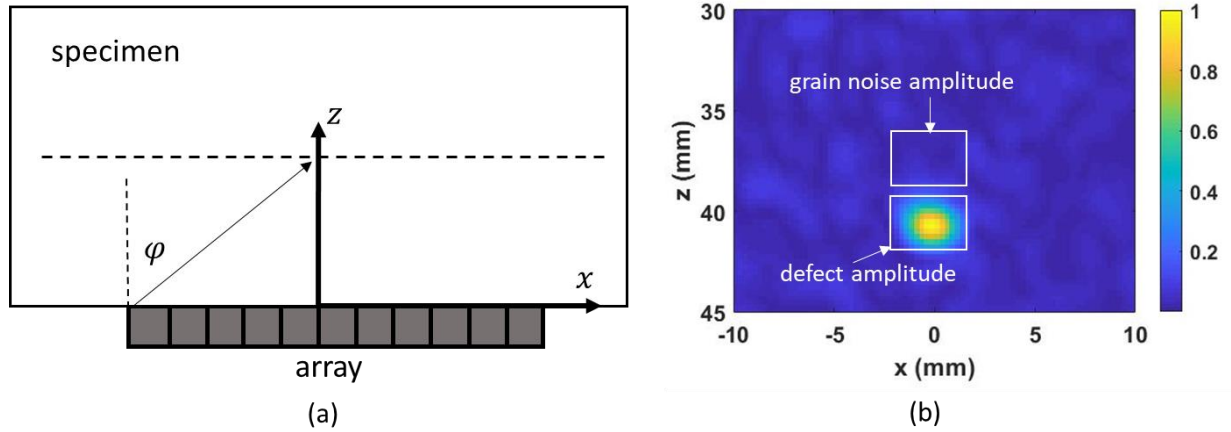 specimen
z
φ
x
array
(a)
30
35
40
45
z (mm)
grain noise amplitude
defect amplitude
-10
-5
0
5
10
x (mm)
1
0.8
0.6
0.4
0.2
(b)